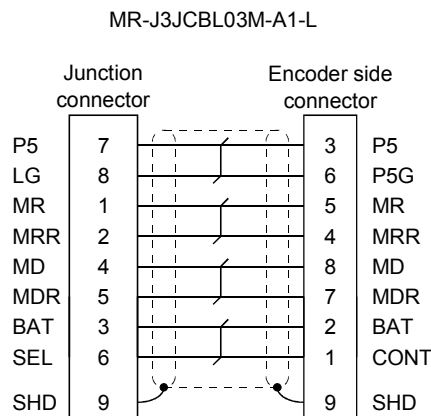 MR-J3JCBL03M-A1-L
Junction connector
Encoder side connector
P5 7 3 P5
LG 8 6 P5G
MR 1 5 MR
MRR 2 4 MRR
MD 4 8 MD
MDR 5 7 MDR
BAT 3 2 BAT
SEL 6 1 CONT
SHD 9 9 SHD